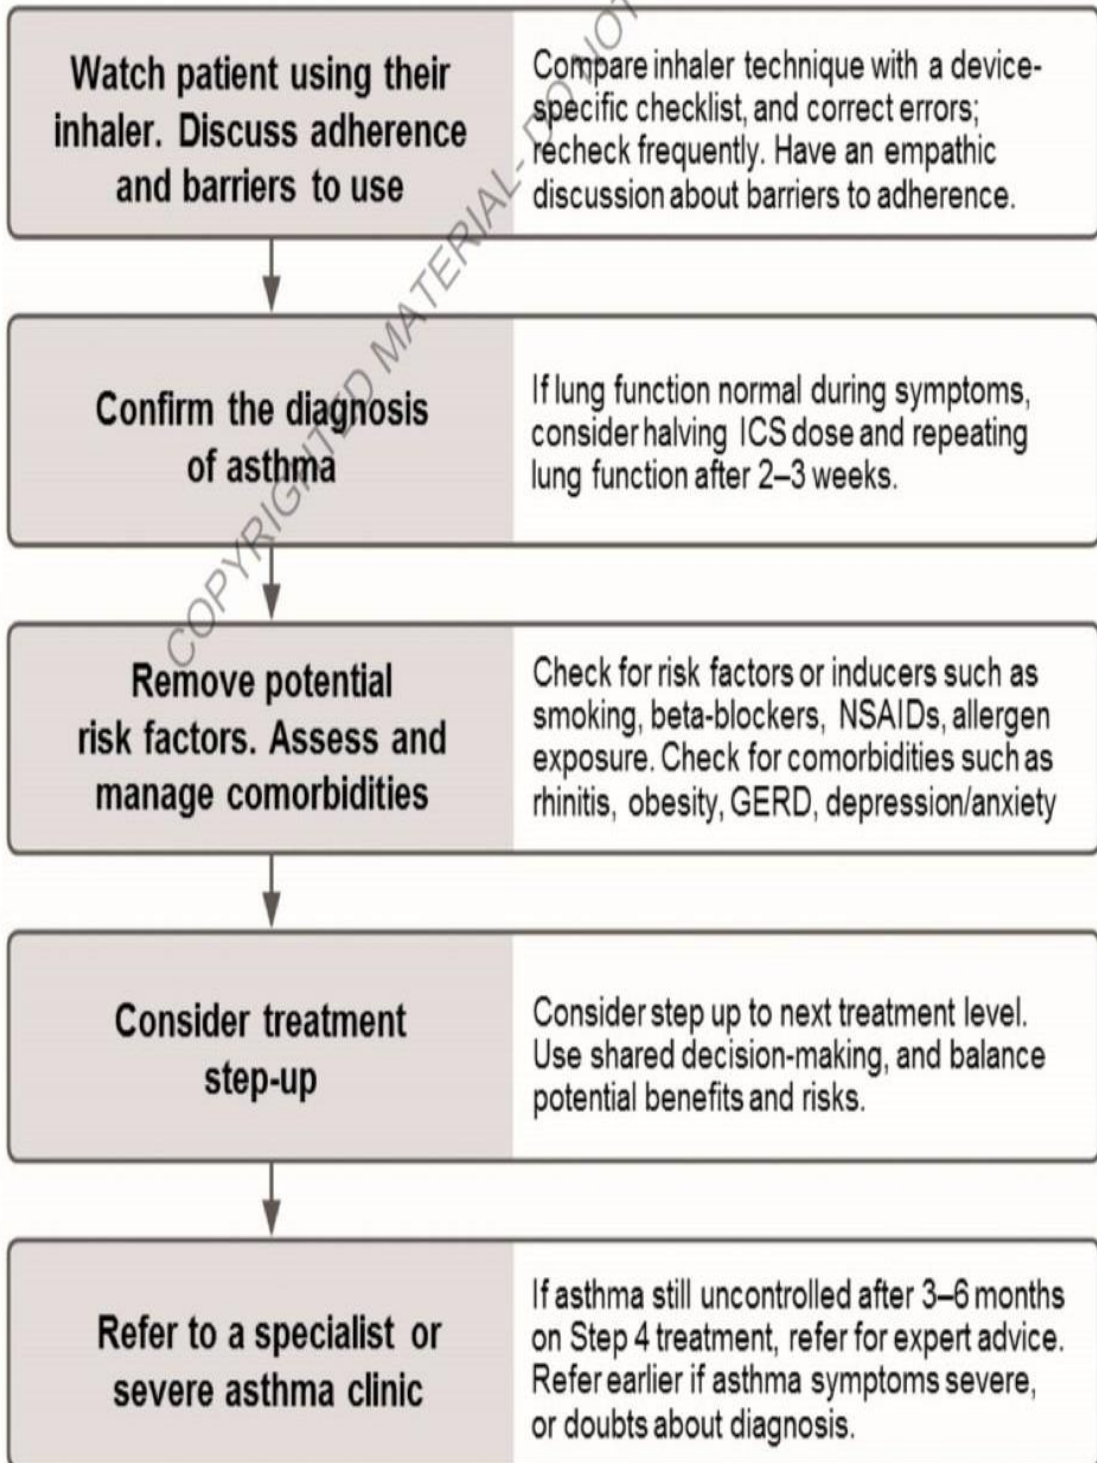 Watch patient using their
inhaler. Discuss adherence
and barriers to use
Compare inhaler technique with a device-
specific checklist, and correct errors;
recheck frequently. Have an empathic
discussion about barriers to adherence.
Confirm the diagnosis
of asthma
If lung function normal during symptoms,
consider halving ICS dose and repeating
lung function after 2–3 weeks.
Remove potential
risk factors. Assess and
manage comorbidities
Check for risk factors or inducers such as
smoking, beta-blockers, NSAIDs, allergen
exposure. Check for comorbidities such as
rhinitis, obesity, GERD, depression/anxiety
Consider treatment
step-up
Consider step up to next treatment level.
Use shared decision-making, and balance
potential benefits and risks.
Refer to a specialist or
severe asthma clinic
If asthma still uncontrolled after 3–6 months
on Step 4 treatment, refer for expert advice.
Refer earlier if asthma symptoms severe,
or doubts about diagnosis.
COPYRIGHTED MATERIAL- DO NOT